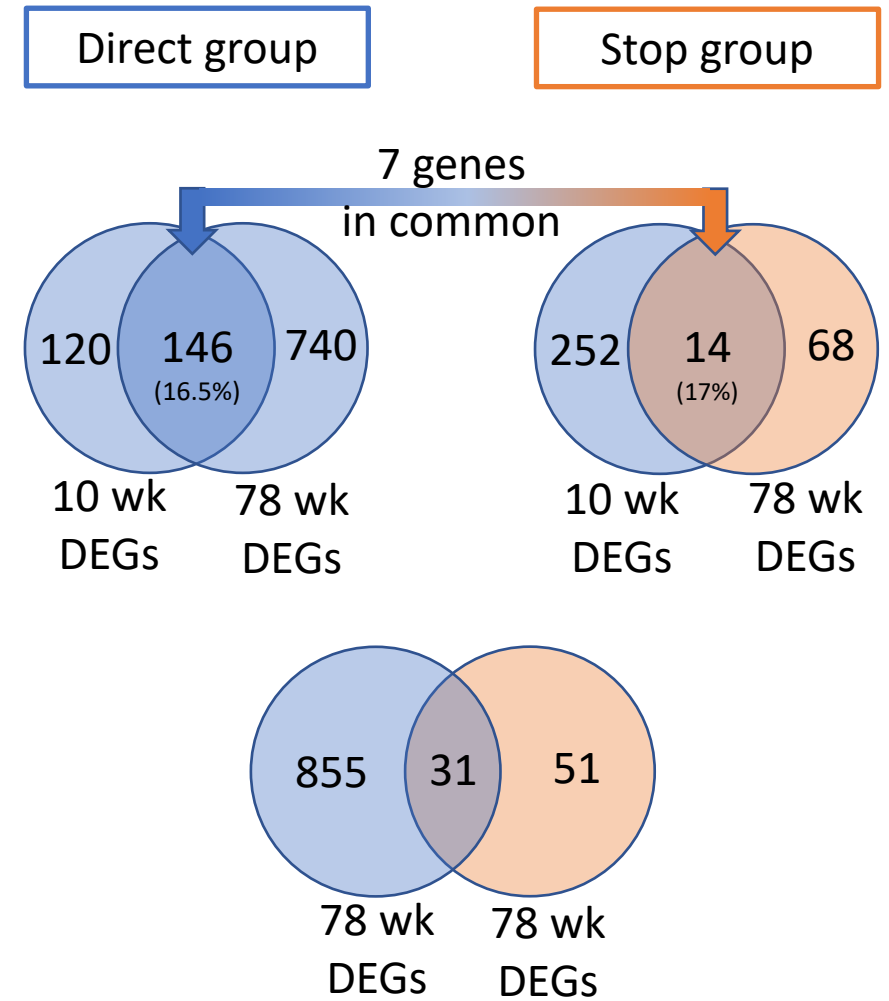 Direct group
Stop group
7 genes
in common
120
146
740
(16.5%)
252
14
68
(17%)
10 wk
DEGs
78 wk
DEGs
10 wk
DEGs
78 wk
DEGs
855
31
51
78 wk
DEGs
78 wk
DEGs